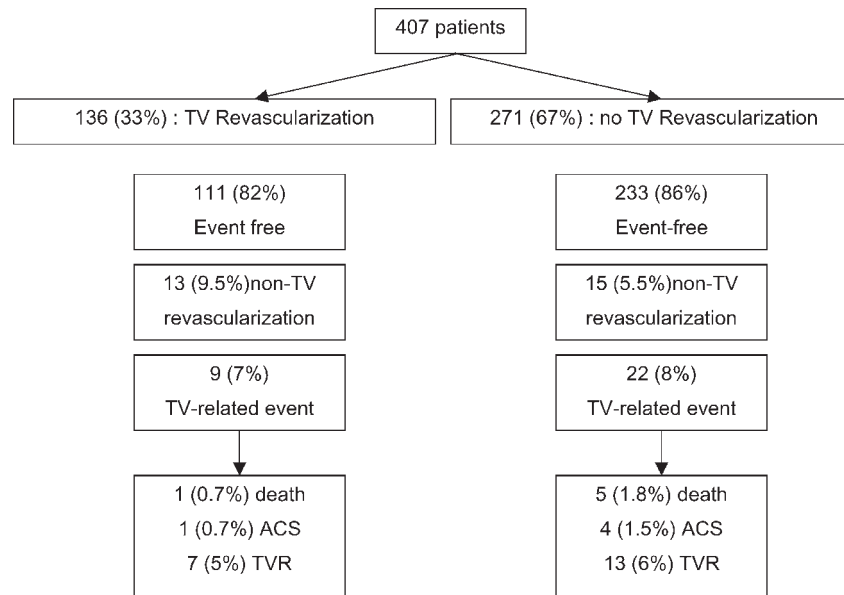 407 patients
136 (33%) : TV Revascularization
271 (67%) : no TV Revascularization
111 (82%)
Event free
233 (86%)
Event-free
13 (9.5%)non-TV
revascularization
15 (5.5%)non-TV
revascularization
9 (7%)
TV-related event
22 (8%)
TV-related event
1 (0.7%) death
1 (0.7%) ACS
7 (5%) TVR
5 (1.8%) death
4 (1.5%) ACS
13 (6%) TVR